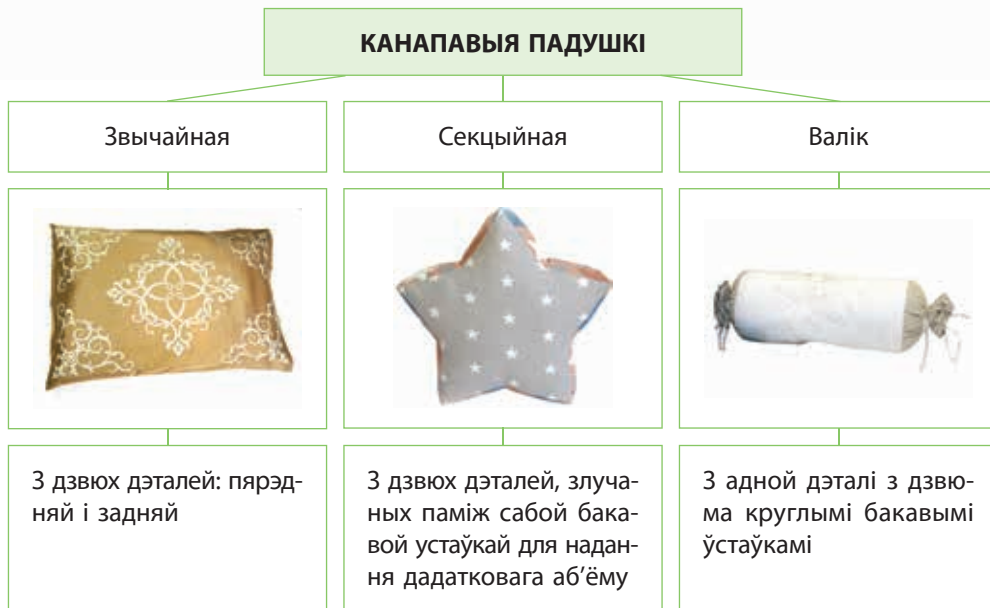 КАНАПАВЫЯ ПАДУШКІ
Звычайная
Секцыйная
Валік
З дзвюх дэталей: пярэд-
няй і задняй
З дзвюх дэталей, злуча-
ных паміж сабой бака-
вой устаўкай для надан-
ня дадатковага аб’ёму
З адной дэталі з дзвю-
ма круглымі бакавымі
ўстаўкамі